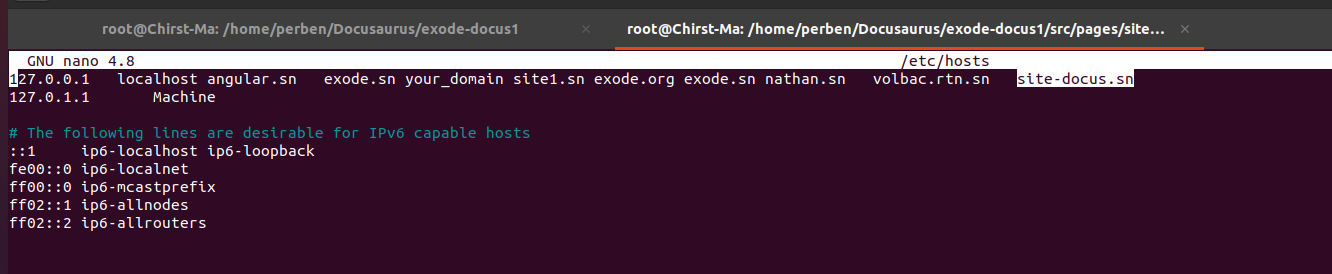 root@Chirst-Ma: /home/perben/Docusaurus/exode-docus1 × root@Chirst-Ma: /home/perben/Docusaurus/exode-docus1/src/pages/site... ×
GNU nano 4.8 /etc/hosts
127.0.0.1 localhost angular.sn exode.sn your_domain site1.sn exode.org exode.sn nathan.sn volbac.rtn.sn site-docus.sn
127.0.1.1 Machine
# The following lines are desirable for IPv6 capable hosts
::1 ip6-localhost ip6-loopback
fe00::0 ip6-localnet
ff00::0 ip6-mcastprefix
ff02::1 ip6-allnodes
ff02::2 ip6-allrouters